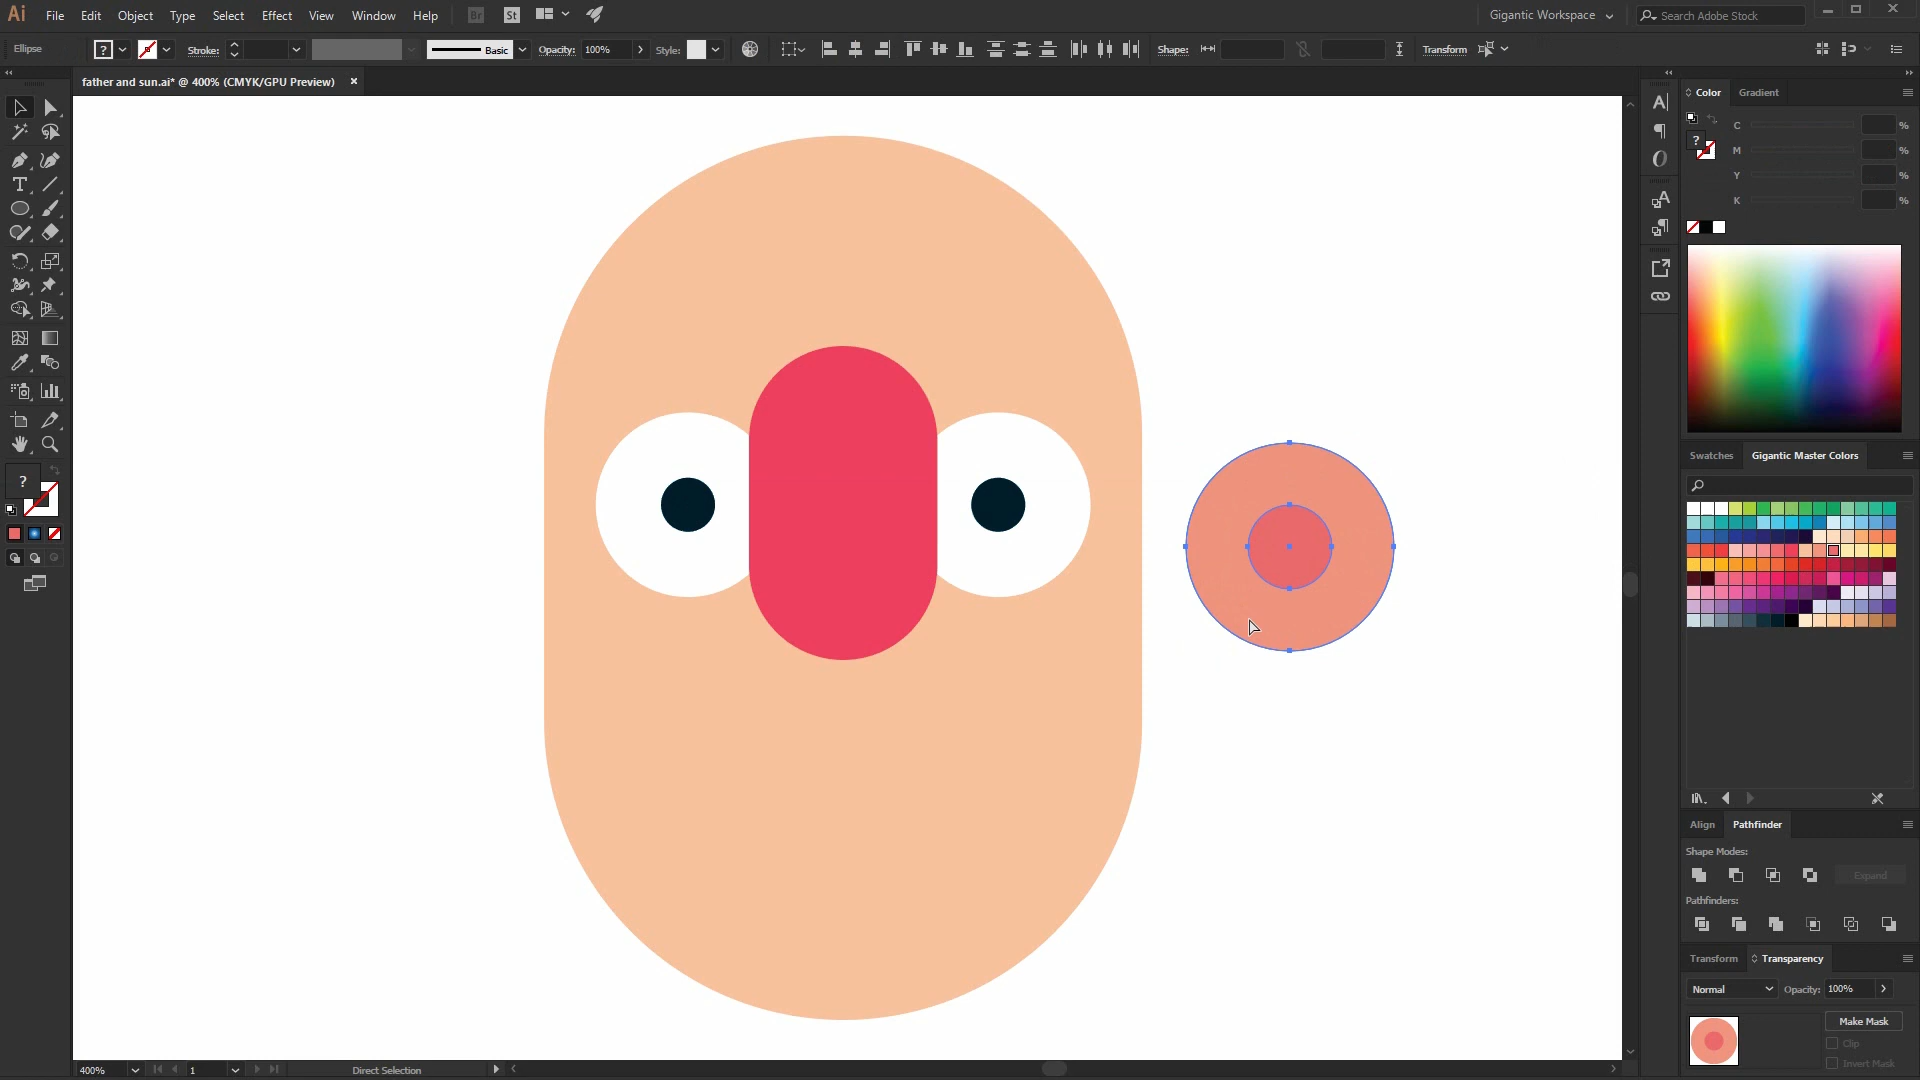 Ai File Edit Object Type Select Effect View Window Help Br St Gigantic Workspace Search Adobe Stock
Ellipse ? Stroke: Basic Opacity: 100% Style: Shape: Transform
father and sun.ai* @ 400% (CMYK/GPU Preview) ×
Color Gradient
C %
M %
Y %
K %
?
?
Swatches Gigantic Master Colors
Align Pathfinder
Shape Modes:
Expand
Pathfinders:
Transform Transparency
Normal Opacity: 100%
Make Mask
Clip
Invert Mask
400% 1 Direct Selection